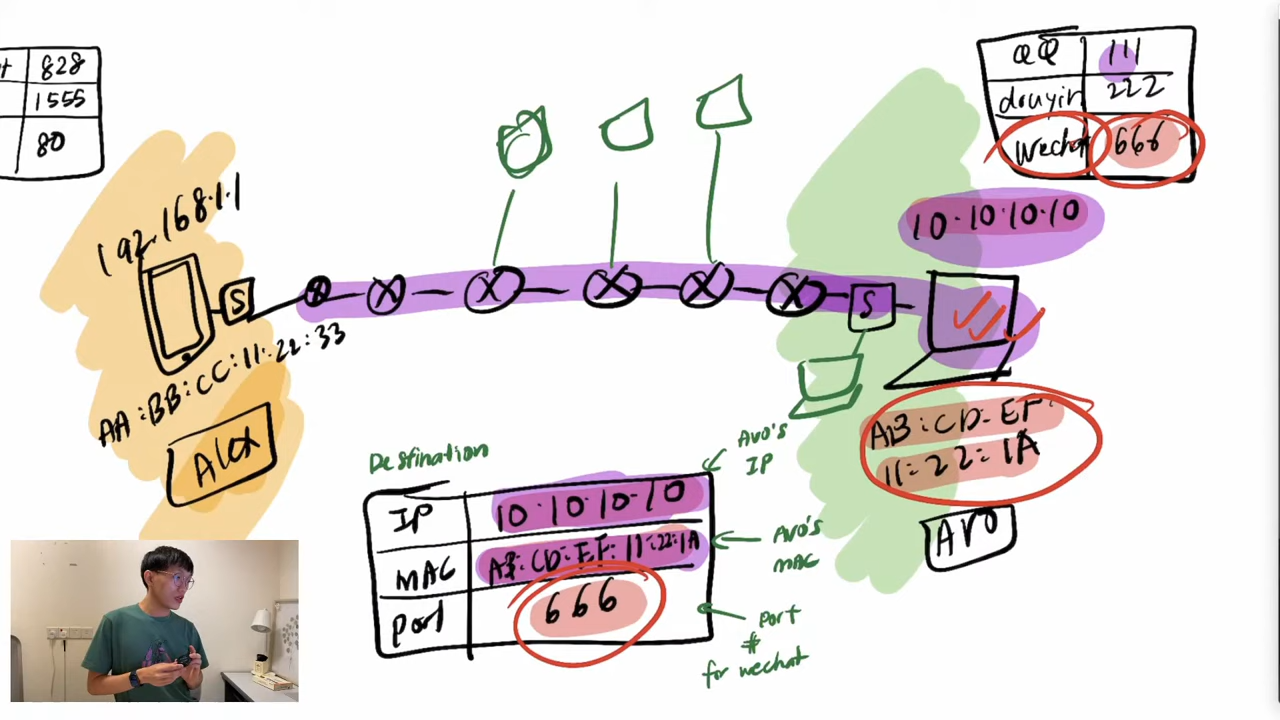 828
1555
80
QQ 111
douyin 222
Wechat 666
192.168.1.1
10.10.10.10
S
S
AA:BB:CC:11:22:33
Alex
AB:CD:EF:
11:22:1A
Avo
Destination
Avo's
IP
IP 10.10.10.10
MAC AB:CD:EF:11:22:1A
Avo's
MAC
Port 666
port
#
for wechat